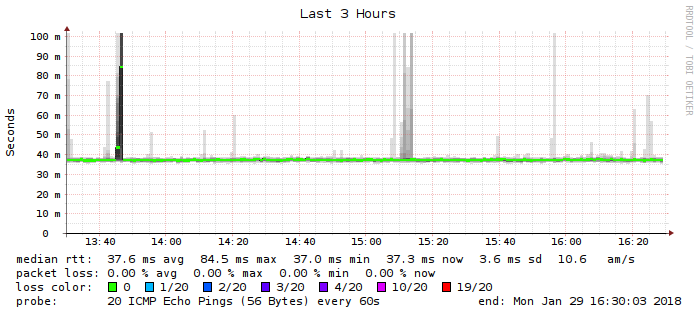 Last 3 Hours
RRDTOOL / TOBI OETIKER
Seconds
100 m
90 m
80 m
70 m
60 m
50 m
40 m
30 m
20 m
10 m
0
13:40 14:00 14:20 14:40 15:00 15:20 15:40 16:00 16:20
median rtt: 37.6 ms avg 84.5 ms max 37.0 ms min 37.3 ms now 3.6 ms sd 10.6 am/s
packet loss: 0.00 % avg 0.00 % max 0.00 % min 0.00 % now
loss color: 0 1/20 2/20 3/20 4/20 10/20 19/20
probe: 20 ICMP Echo Pings (56 Bytes) every 60s end: Mon Jan 29 16:30:03 2018